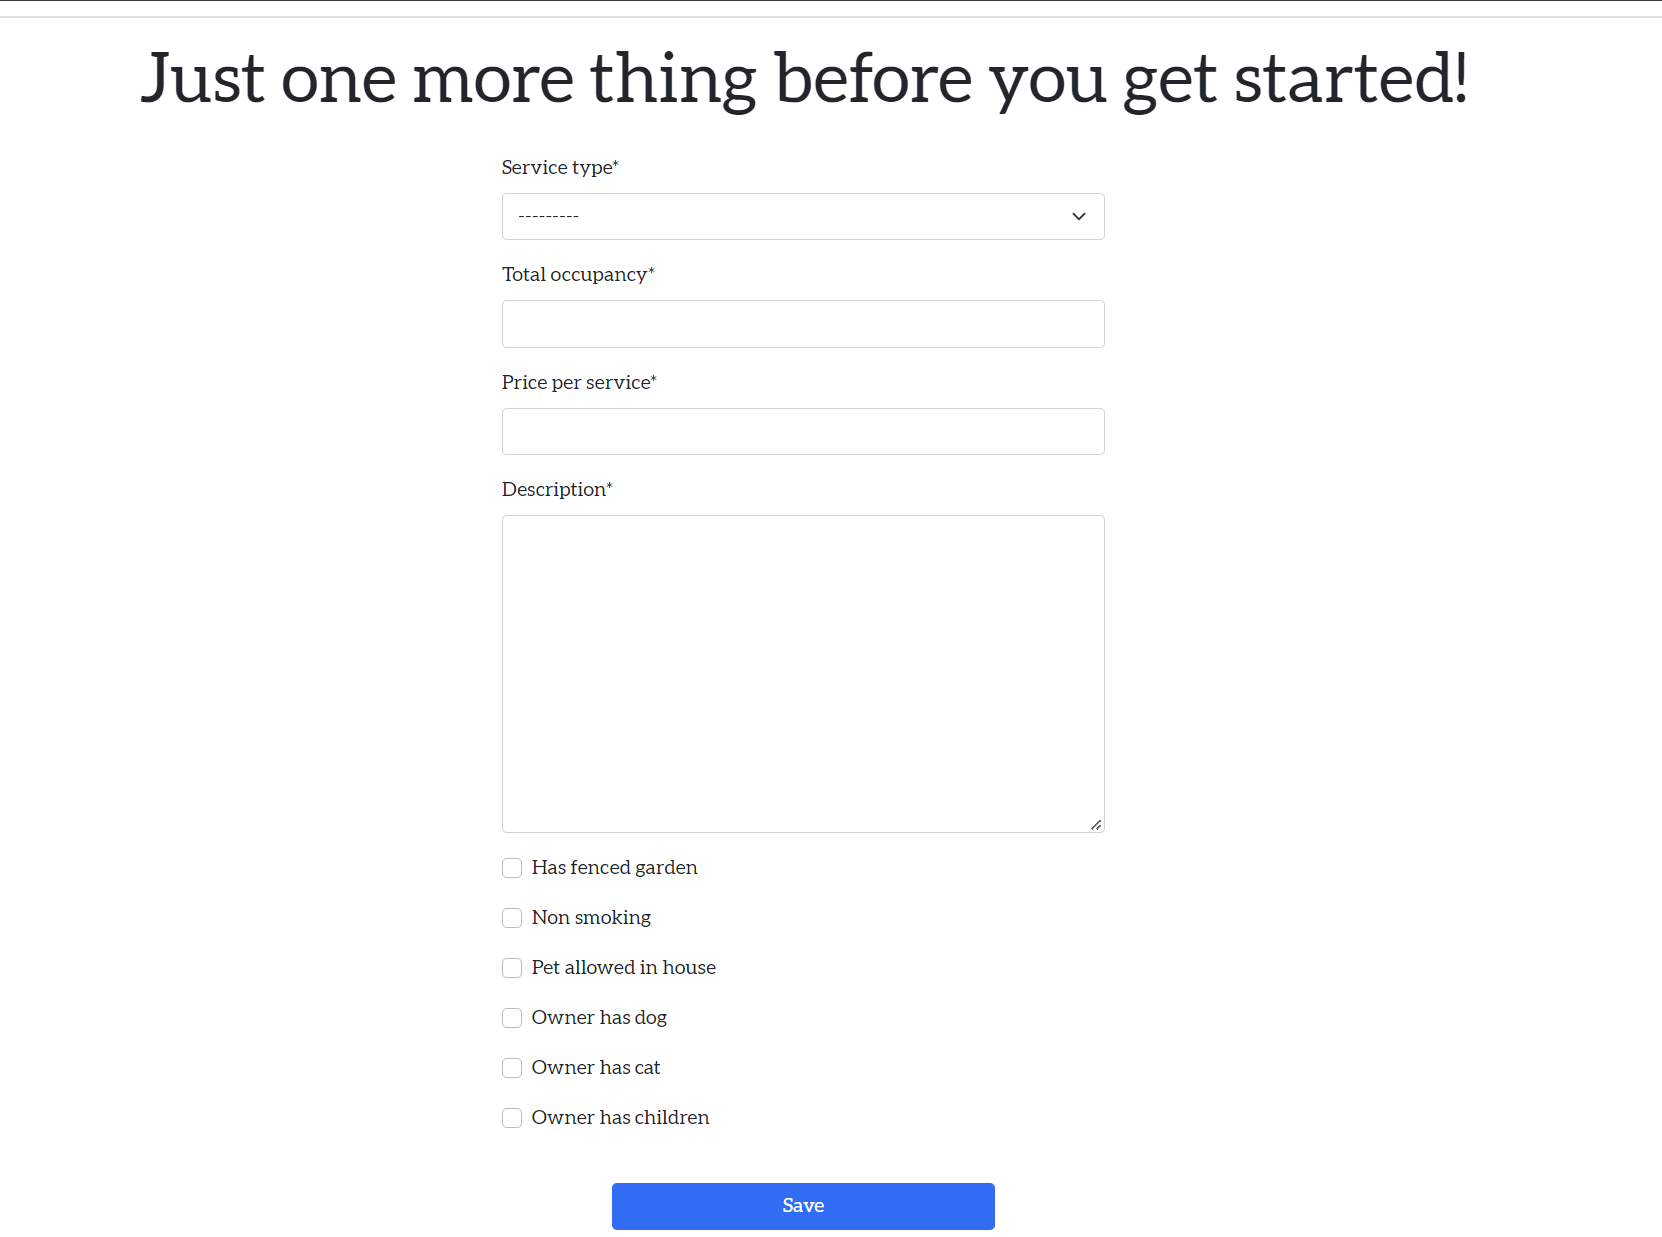 Just one more thing before you get started!
Service type*
---------
Total occupancy*
Price per service*
Description*
Has fenced garden
Non smoking
Pet allowed in house
Owner has dog
Owner has cat
Owner has children
Save